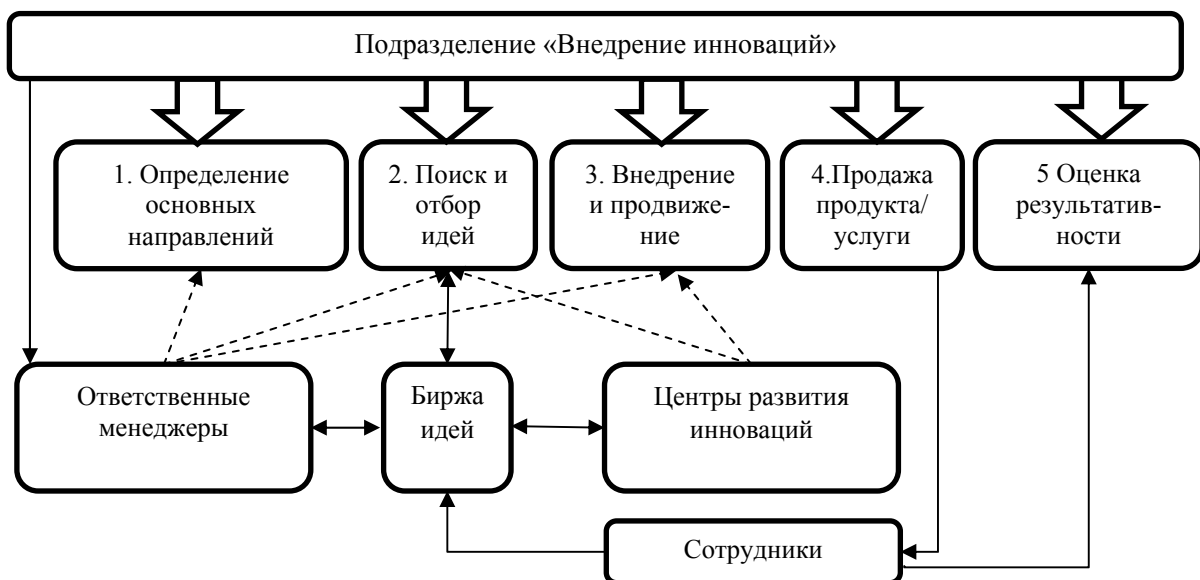 Подразделение «Внедрение инноваций»
1. Определение
основных
направлений
2. Поиск и
отбор
идей
3. Внедрение
и продвиже-
ние
4.Продажа
продукта/
услуги
5 Оценка
результатив-
ности
Ответственные
менеджеры
Биржа
идей
Центры развития
инноваций
Сотрудники